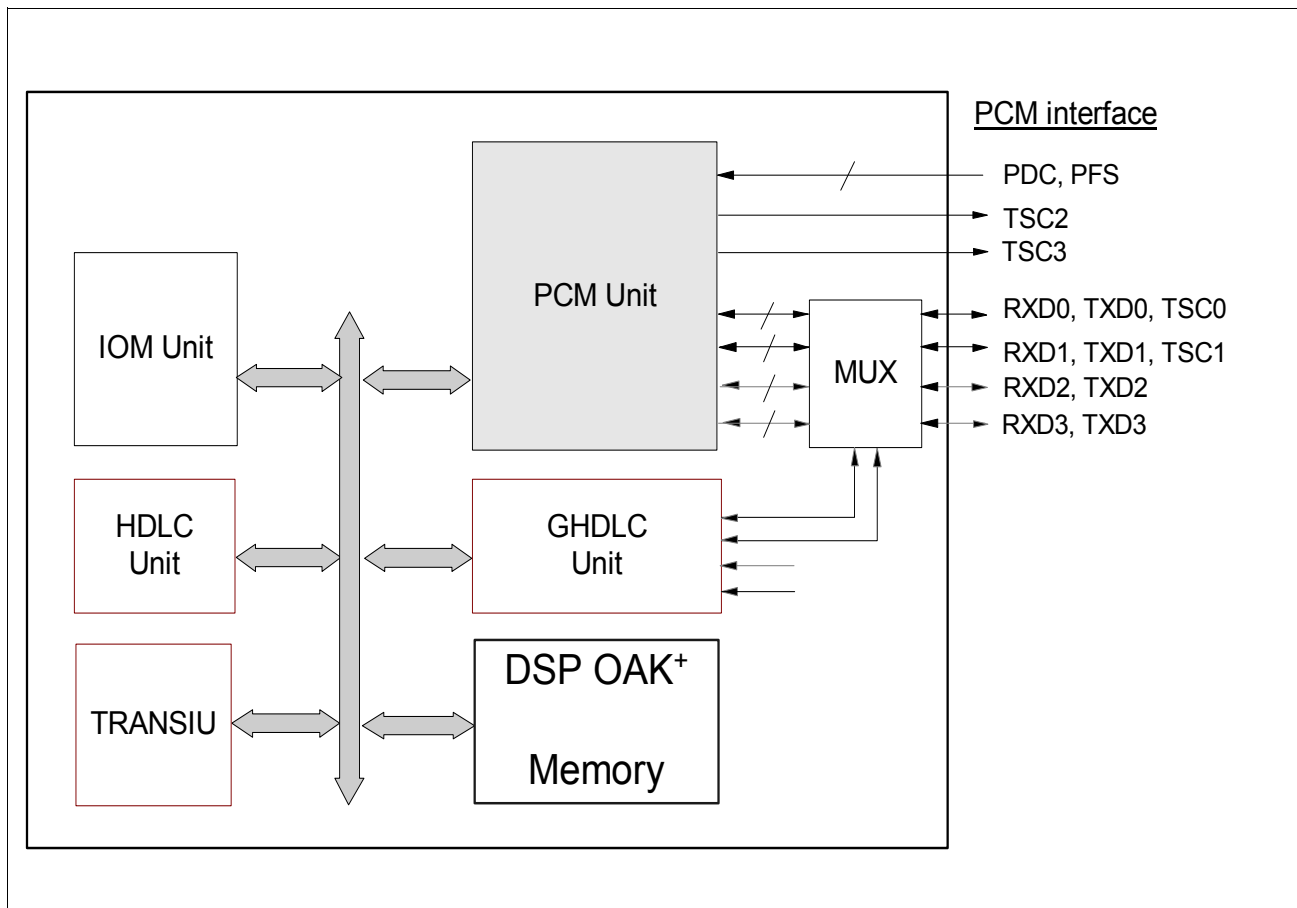 PCM interface
PDC, PFS
TSC2
TSC3
PCM Unit
RXD0, TXD0, TSC0
IOM Unit
RXD1, TXD1, TSC1
MUX
RXD2, TXD2
RXD3, TXD3
HDLC
Unit
GHDLC
Unit
DSP OAK⁺
TRANSIU
Memory